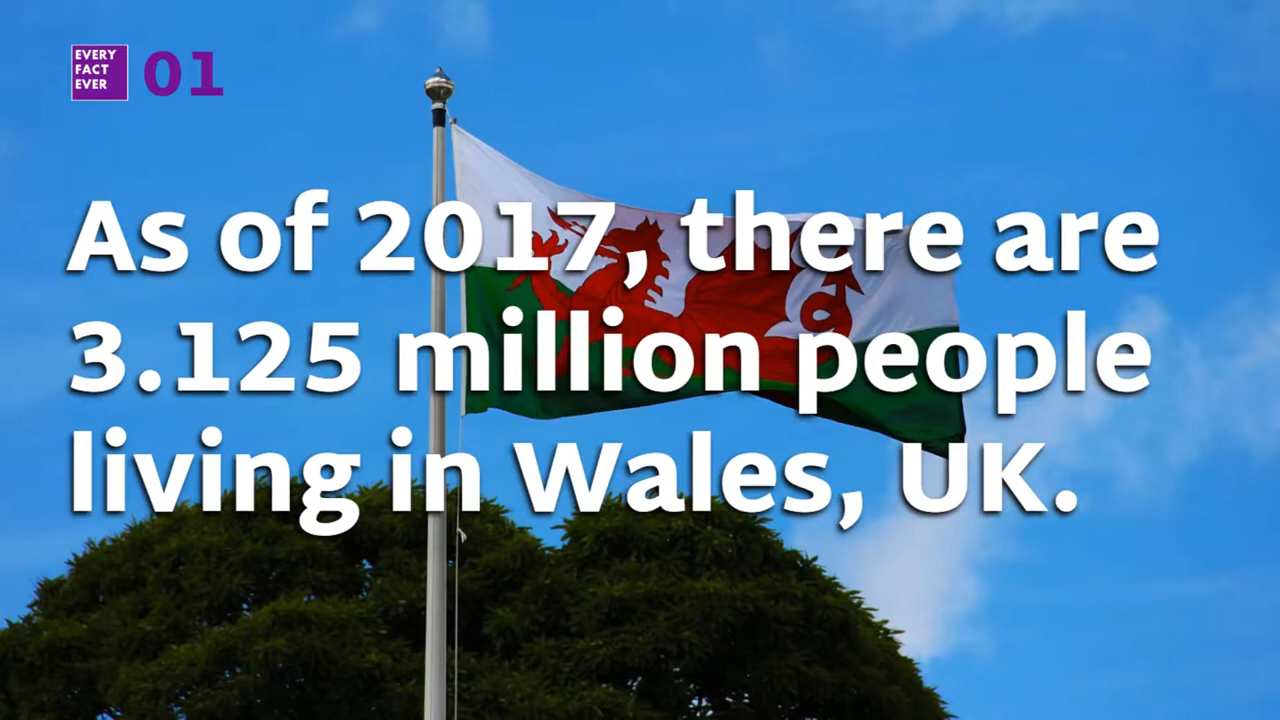 EVERY
FACT
EVER
01
As of 2017, there are
3.125 million people
living in Wales, UK.